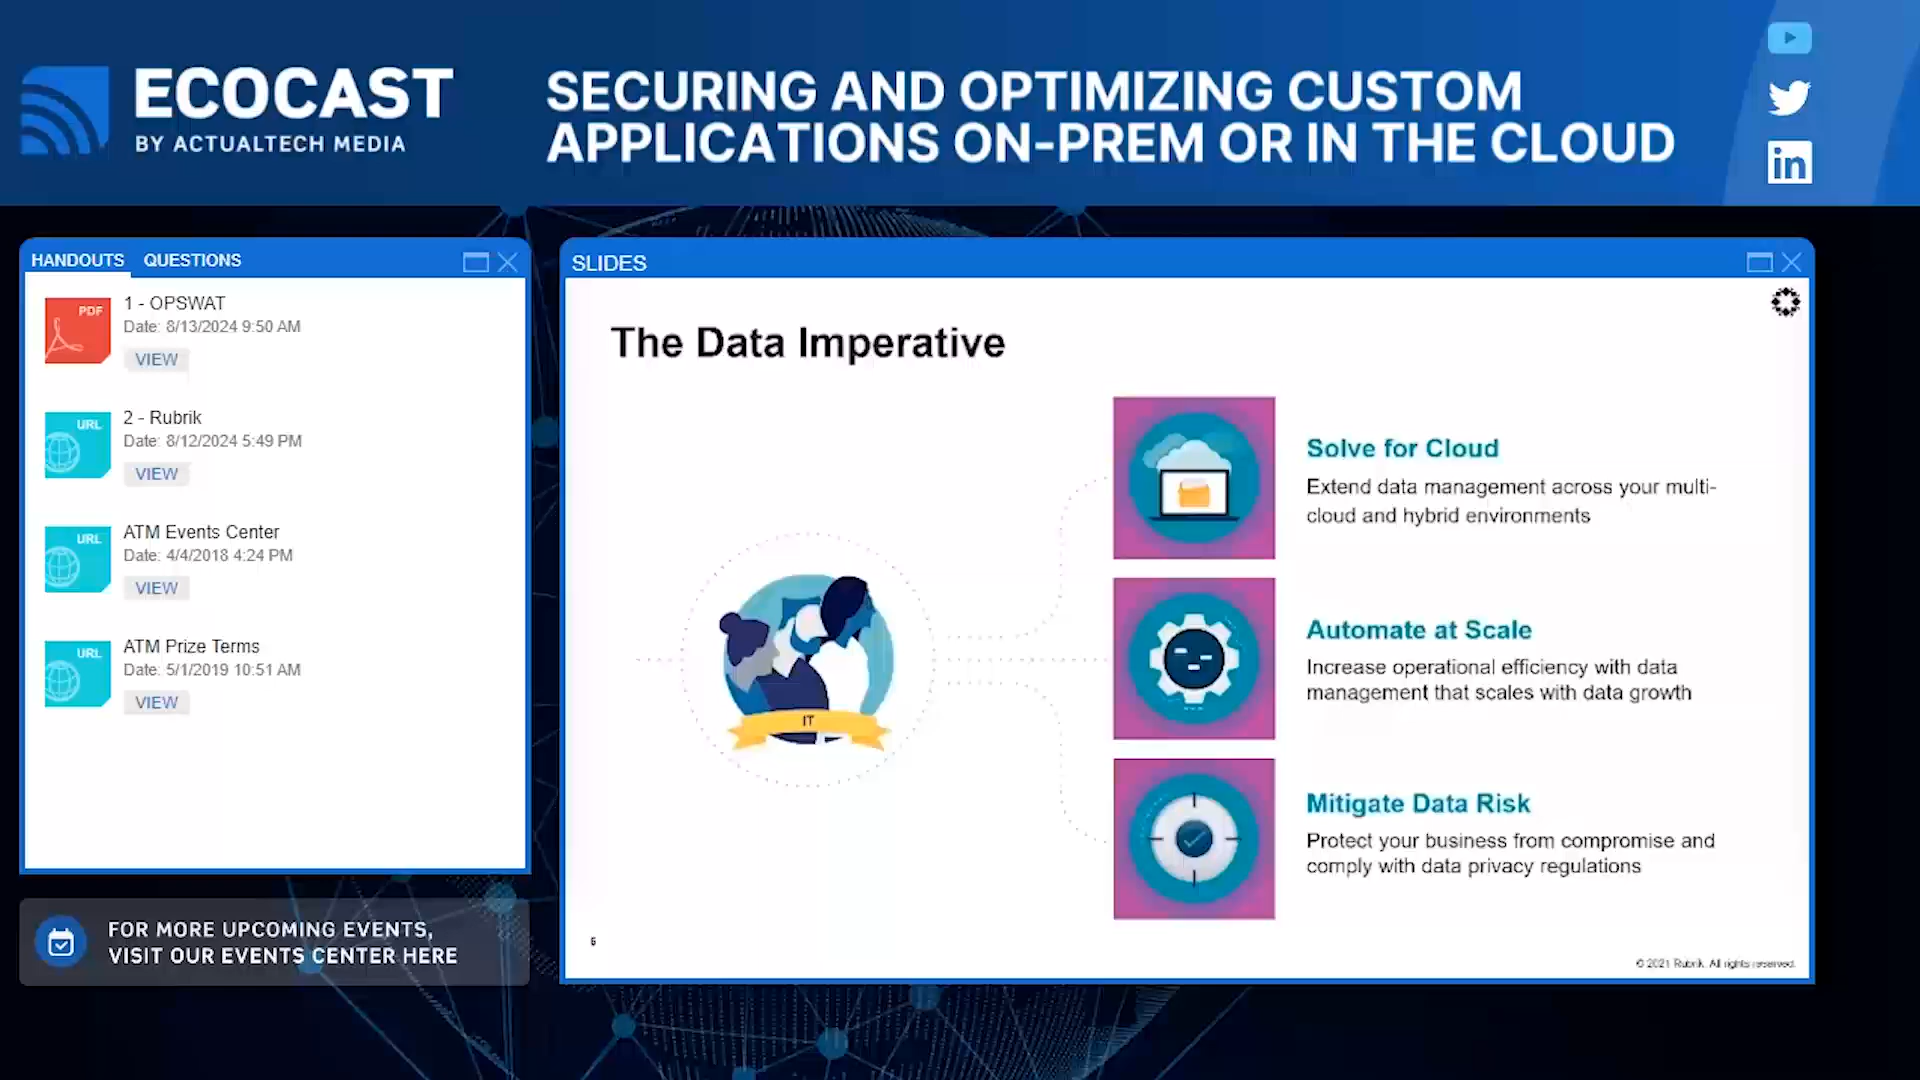 ECOCAST
BY ACTUALTECH MEDIA
SECURING AND OPTIMIZING CUSTOM
APPLICATIONS ON-PREM OR IN THE CLOUD
in
HANDOUTS QUESTIONS
PDF
1 - OPSWAT
Date: 8/13/2024 9:50 AM
VIEW
URL
2 - Rubrik
Date: 8/12/2024 5:49 PM
VIEW
URL
ATM Events Center
Date: 4/4/2018 4:24 PM
VIEW
URL
ATM Prize Terms
Date: 5/1/2019 10:51 AM
VIEW
FOR MORE UPCOMING EVENTS,
VISIT OUR EVENTS CENTER HERE
SLIDES
The Data Imperative
IT
Solve for Cloud
Extend data management across your multi-
cloud and hybrid environments
Automate at Scale
Increase operational efficiency with data
management that scales with data growth
Mitigate Data Risk
Protect your business from compromise and
comply with data privacy regulations
© 2021 Rubrik. All rights reserved.